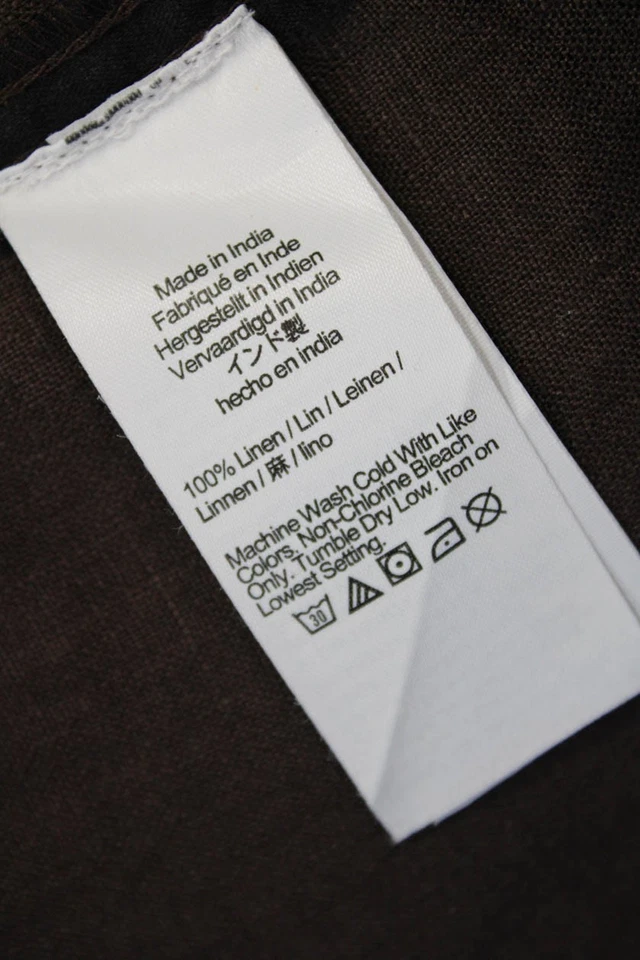 Made in India
Fabriqué en Inde
Hergestellt in Indien
Vervaardigd in India
インド製
hecho en india
100% Linen / Lin / Leinen /
Linnen / 麻 / lino
Machine Wash Cold With Like
Colors, Non-Chlorine Bleach
Only. Tumble Dry Low. Iron on
Lowest Setting.
30